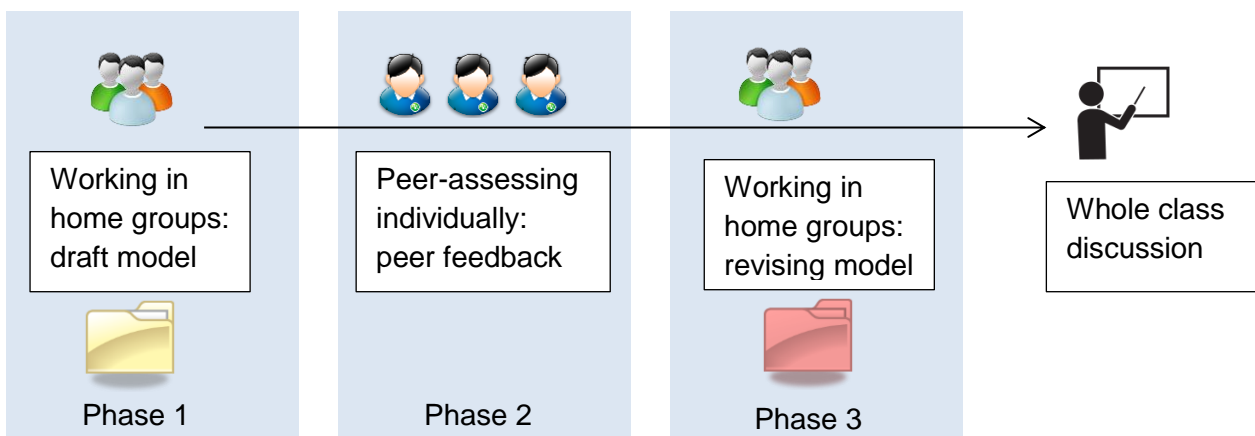 Working in
home groups:
draft model
Phase 1
Peer-assessing
individually:
peer feedback
Phase 2
Working in
home groups:
revising model
Phase 3
Whole class
discussion